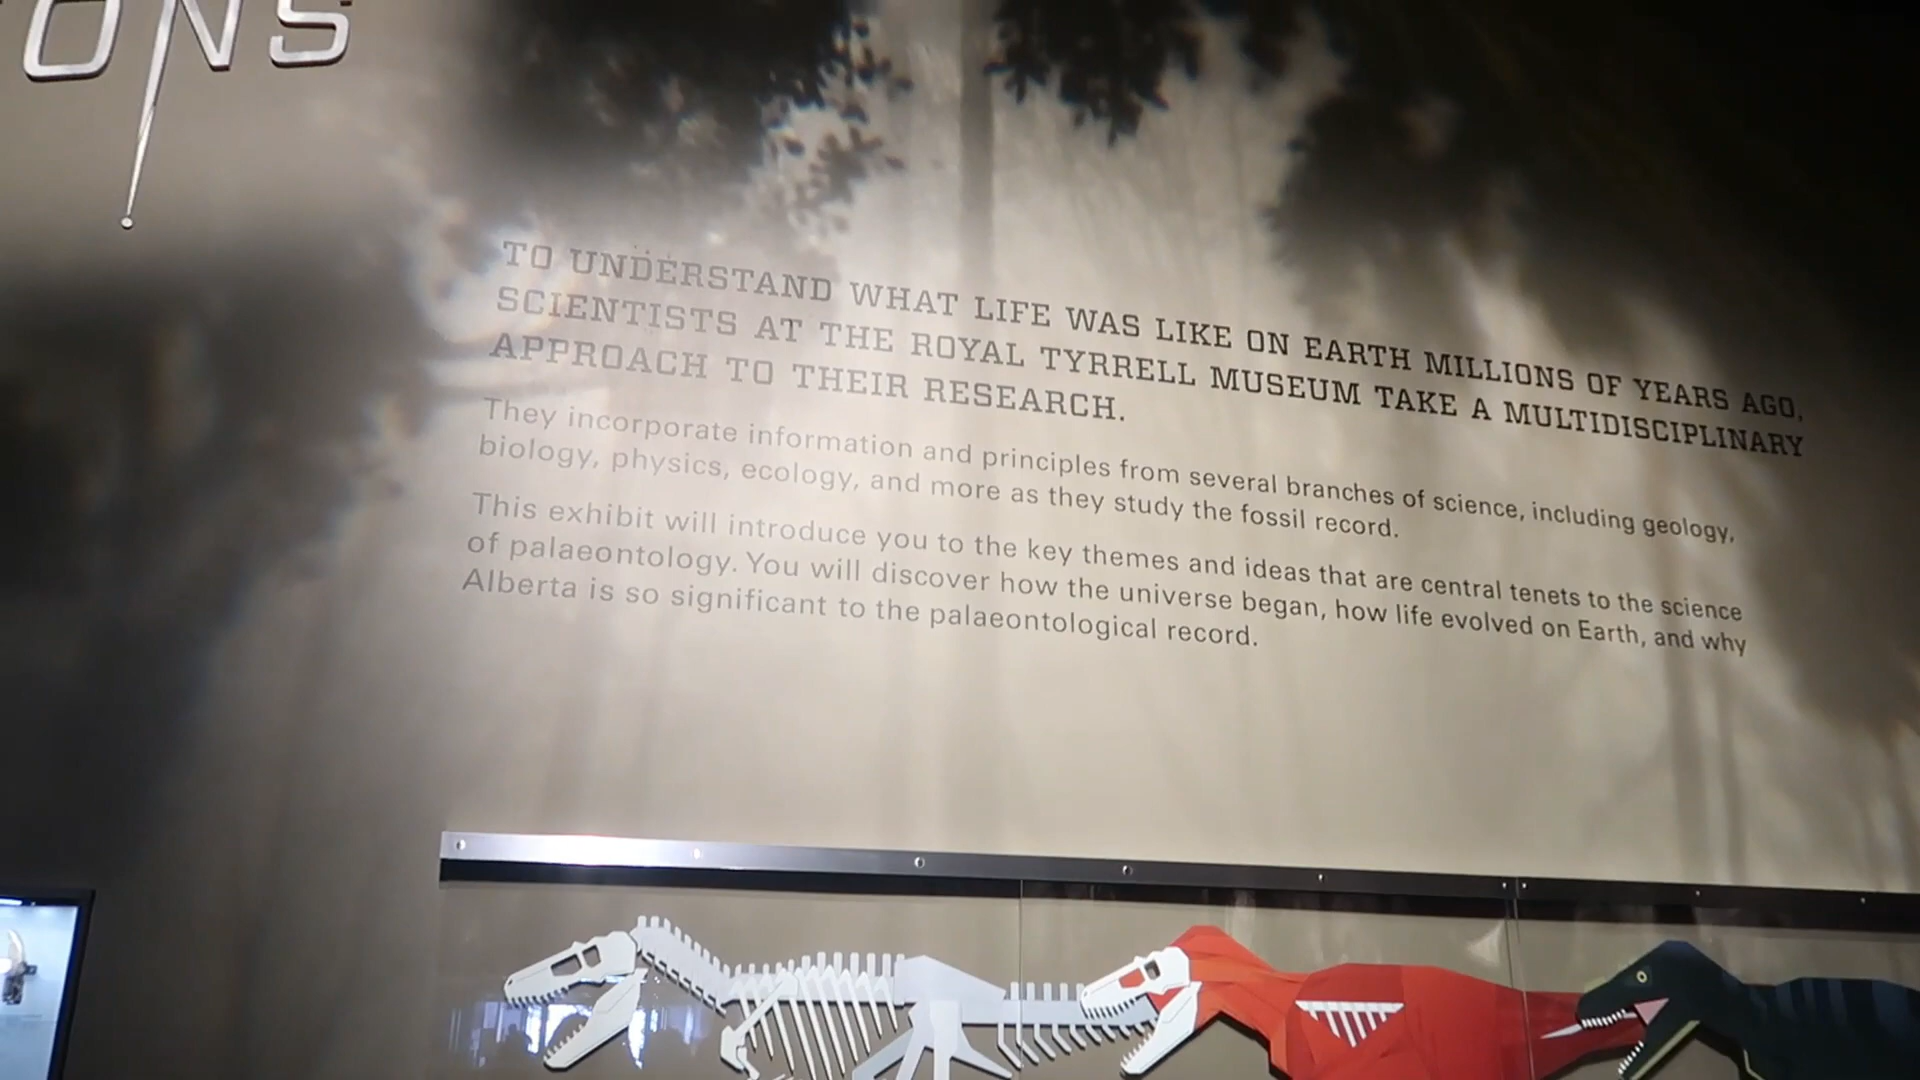 ONS
TO UNDERSTAND WHAT LIFE WAS LIKE ON EARTH MILLIONS OF YEARS AGO,
SCIENTISTS AT THE ROYAL TYRRELL MUSEUM TAKE A MULTIDISCIPLINARY
APPROACH TO THEIR RESEARCH.
They incorporate information and principles from several branches of science, including geology,
biology, physics, ecology, and more as they study the fossil record.
This exhibit will introduce you to the key themes and ideas that are central tenets to the science
of palaeontology. You will discover how the universe began, how life evolved on Earth, and why
Alberta is so significant to the palaeontological record.